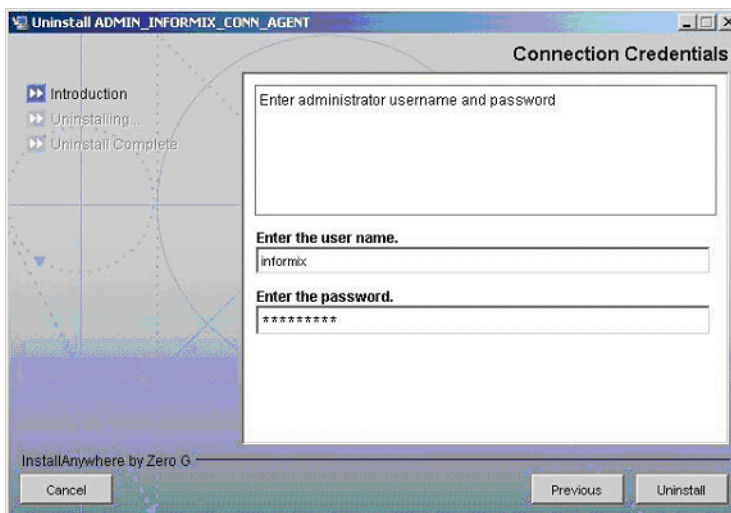 Uninstall ADMIN_INFORMIX_CONN_AGENT
Connection Credentials
Introduction
Uninstalling...
Uninstall Complete
Enter administrator username and password
Enter the user name.
informix
Enter the password.
*********
InstallAnywhere by Zero G
Cancel
Previous
Uninstall